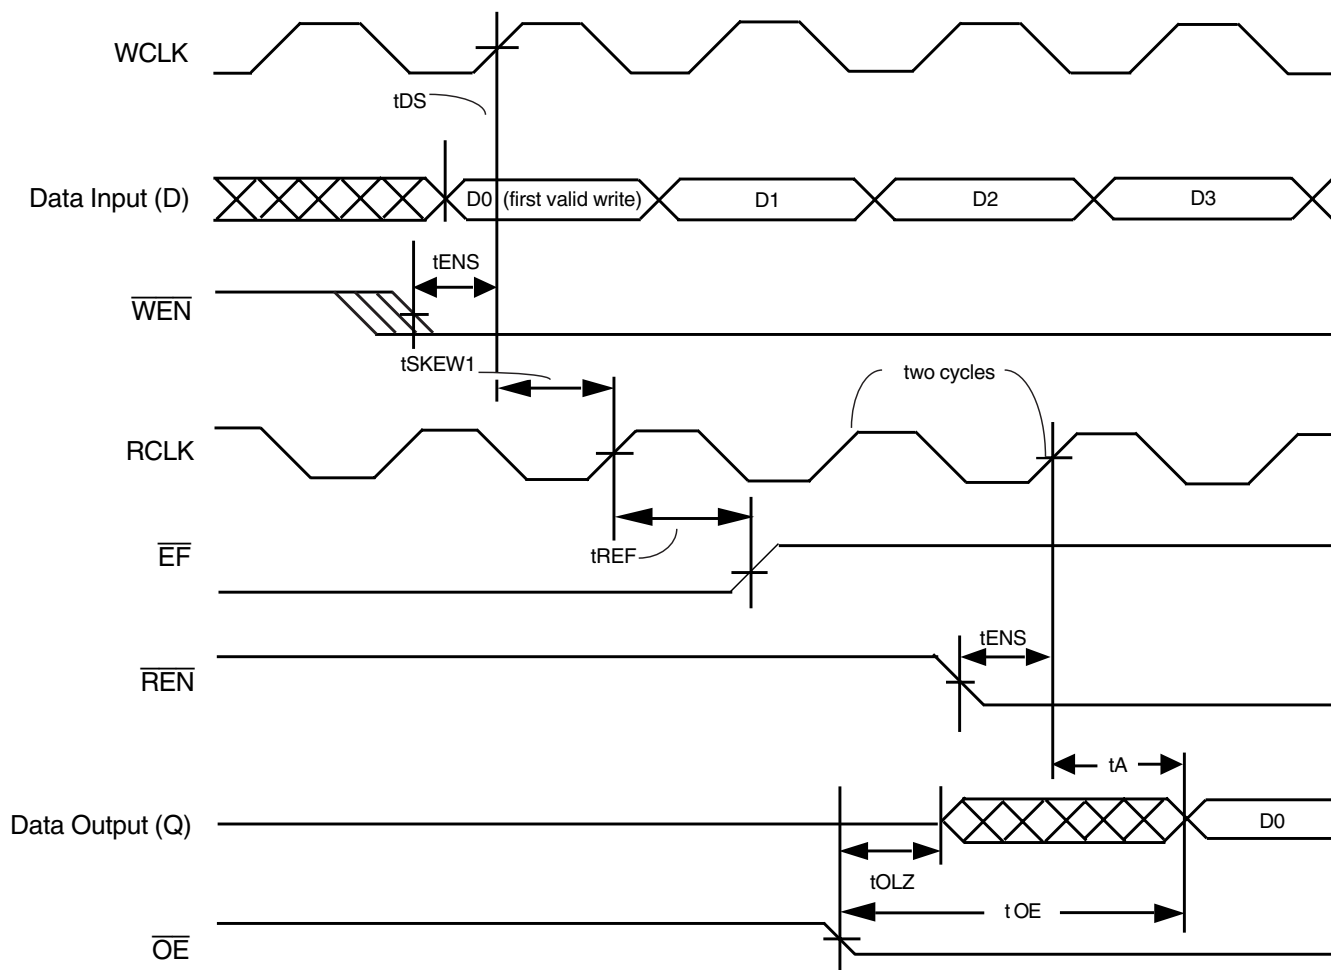 WCLK
tDS
Data Input (D)
D0 (first valid write)
D1
D2
D3
tENS
WEN
tSKEW1
two cycles
RCLK
EF
tREF
tENS
REN
tA
Data Output (Q)
D0
tOLZ
t OE
OE